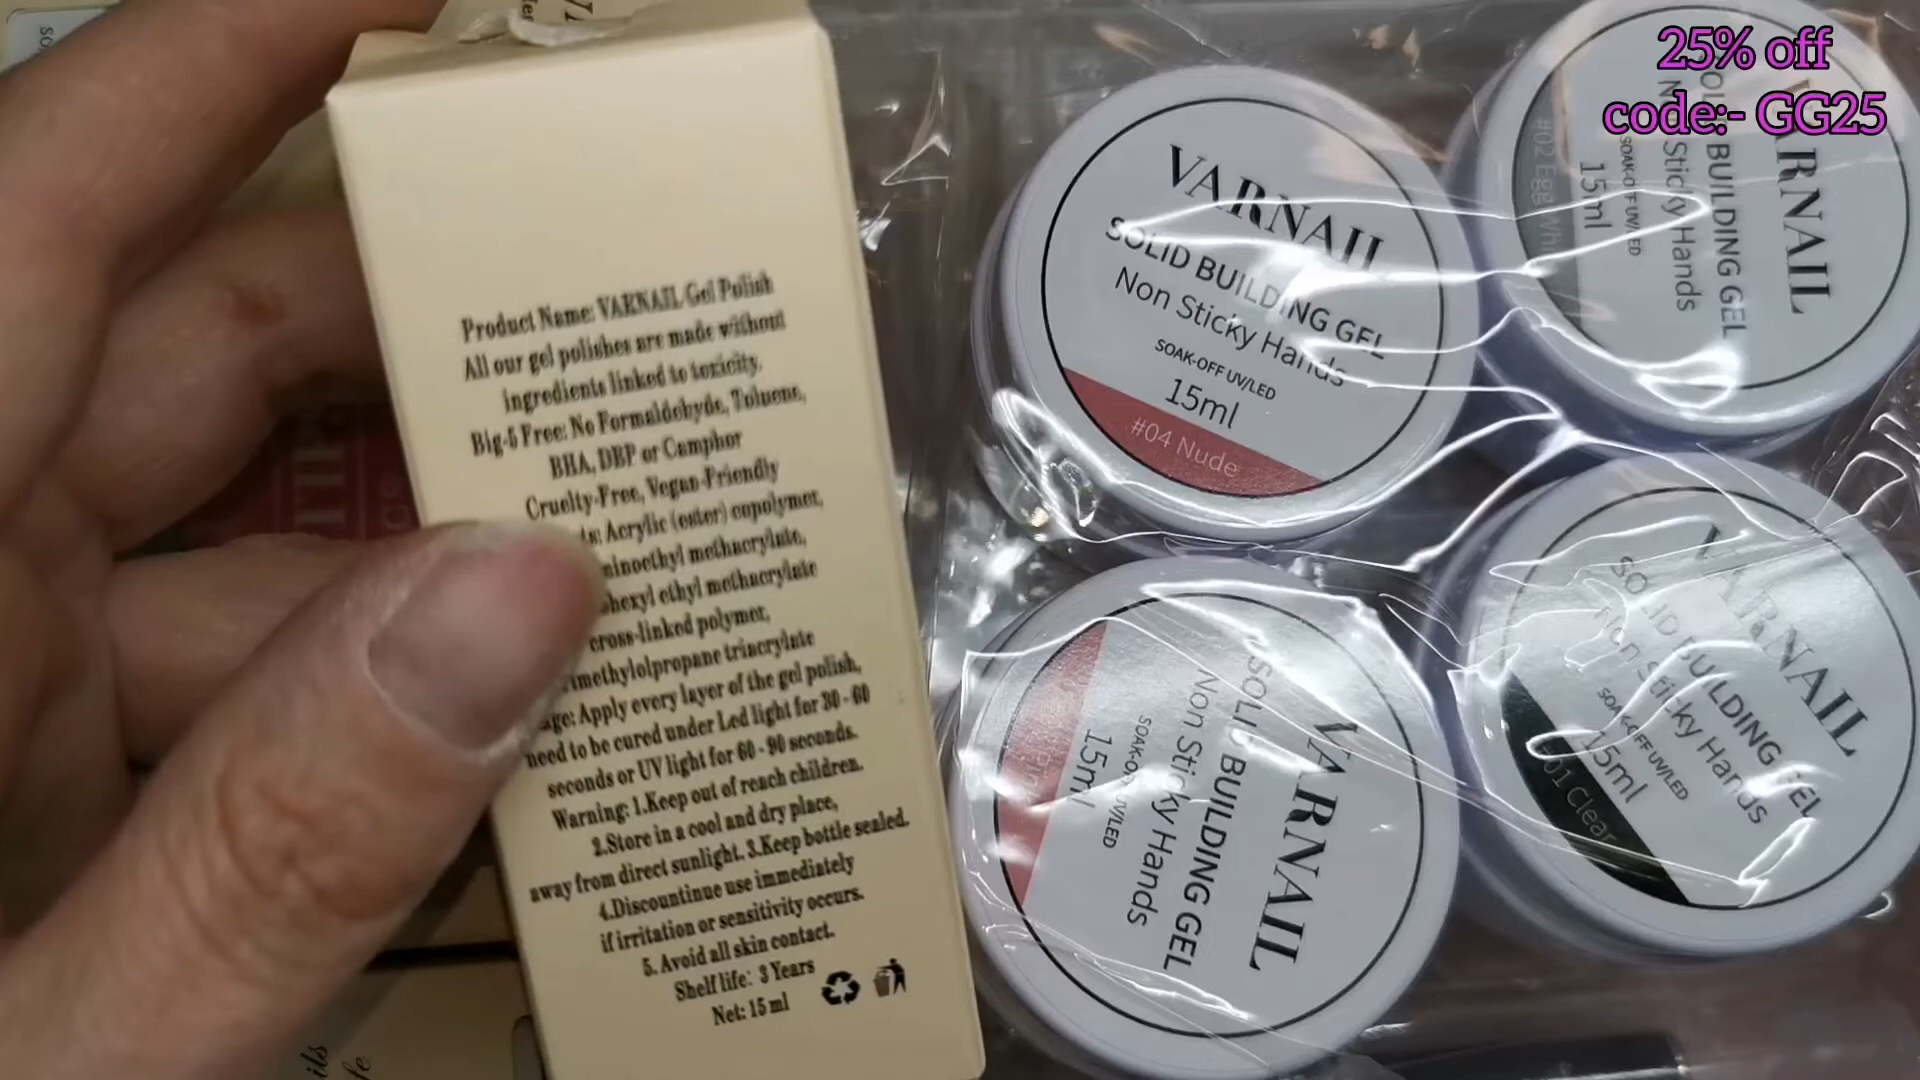 25% off
code:- GG25
Product Name: VARNAIL Gel Polish
All our gel polishes are made without
ingredients linked to toxicity.
Big-5 Free: No Formaldehyde, Toluene,
BHA, DBP or Camphor
Cruelty-Free, Vegan-Friendly
Acrylic (ester) copolymer,
methacrylate,
ethyl methacrylate
cross-linked polymer,
triacrylate
Apply every layer of the gel polish,
need to be cured under Led light for 30 - 60
seconds or UV light for 60 - 90 seconds.
Warning: 1.Keep out of reach children.
2.Store in a cool and dry place,
away from direct sunlight. 3.Keep bottle sealed.
4.Discountinue use immediately
if irritation or sensitivity occurs.
5. Avoid all skin contact.
Shelf life: 3 Years
Net: 15 ml
VARNAIL
SOLID BUILDING GEL
Non Sticky Hands
SOAK-OFF UV/LED
15ml
#04 Nude
VARNAIL
SOLID BUILDING GEL
Non Sticky Hands
SOAK-OFF UV/LED
15ml
#02 Egg
VARNAIL
SOLID BUILDING GEL
Non Sticky Hands
SOAK-OFF UV/LED
15ml
VARNAIL
SOLID BUILDING GEL
Non Sticky Hands
SOAK-OFF UV/LED
15ml
#01 Clear